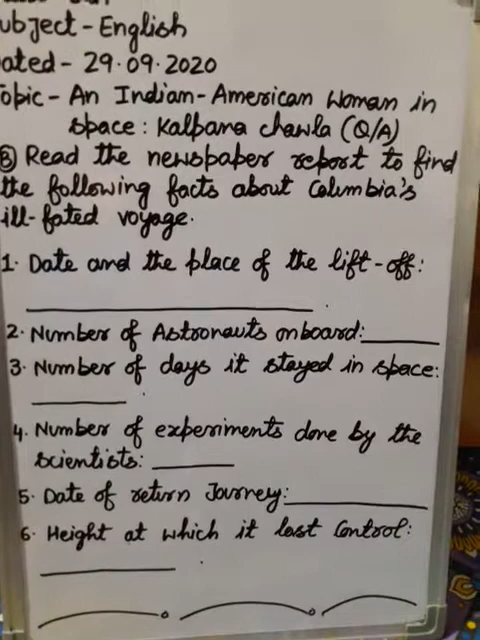 ubject - English
ated - 29.09.2020
opic - An Indian-American Woman in
space : Kalpana chawla (Q/A)
B Read the newspaper report to find
the following facts about Columbia's
ill-fated voyage.
1. Date and the place of the lift-off:
2. Number of Astronauts onboard:
3. Number of days it stayed in space:
4. Number of experiments done by the
scientists:
5. Date of return Journey:
6. Height at which it lost Control: